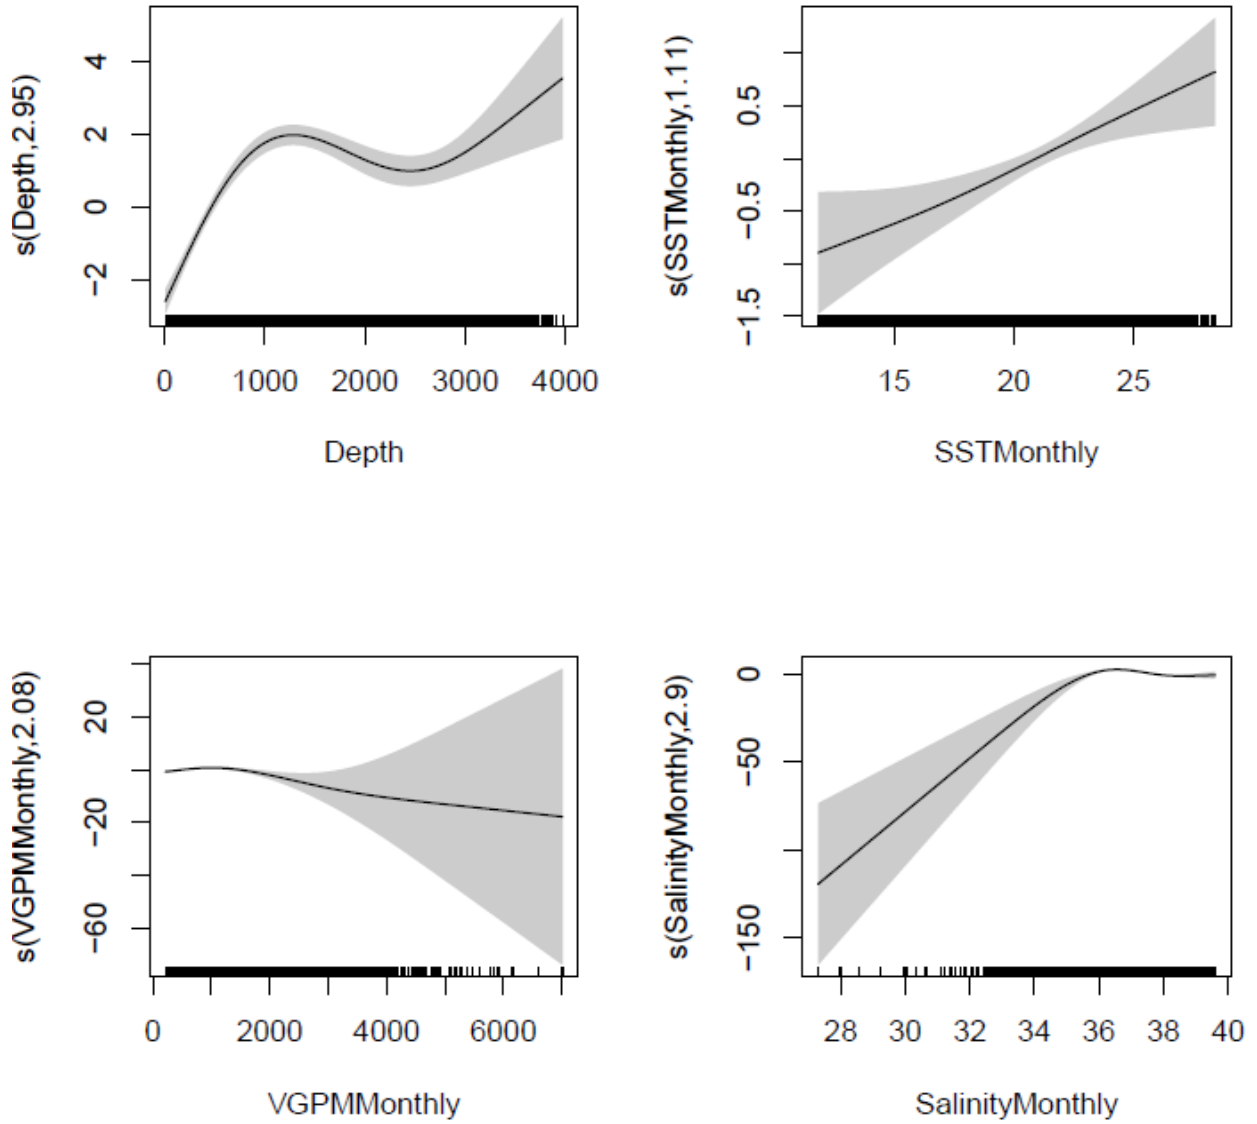 s(Depth,2.95)
4
2
0
−2
0 1000 2000 3000 4000
Depth
s(SSTMonthly,1.11)
0.5
−0.5
−1.5
15 20 25
SSTMonthly
s(VGPMMonthly,2.08)
20
−20
−60
0 2000 6000
VGPMMonthly
s(SalinityMonthly,2.9)
0
−50
−150
28 30 32 34 36 38 40
SalinityMonthly